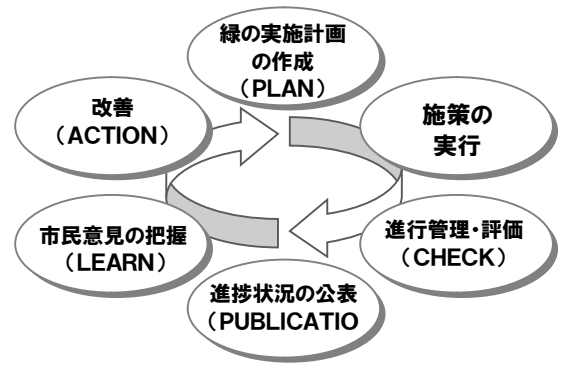 緑の実施計画
の作成
（PLAN）
施策の
実行
進行管理・評価
（CHECK）
進捗状況の公表
（PUBLICATIO
市民意見の把握
（LEARN）
改善
（ACTION）